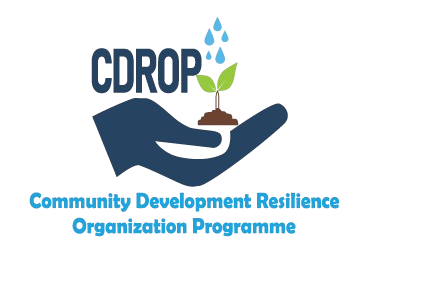 CDROP
Community Development Resilience
Organization Programme